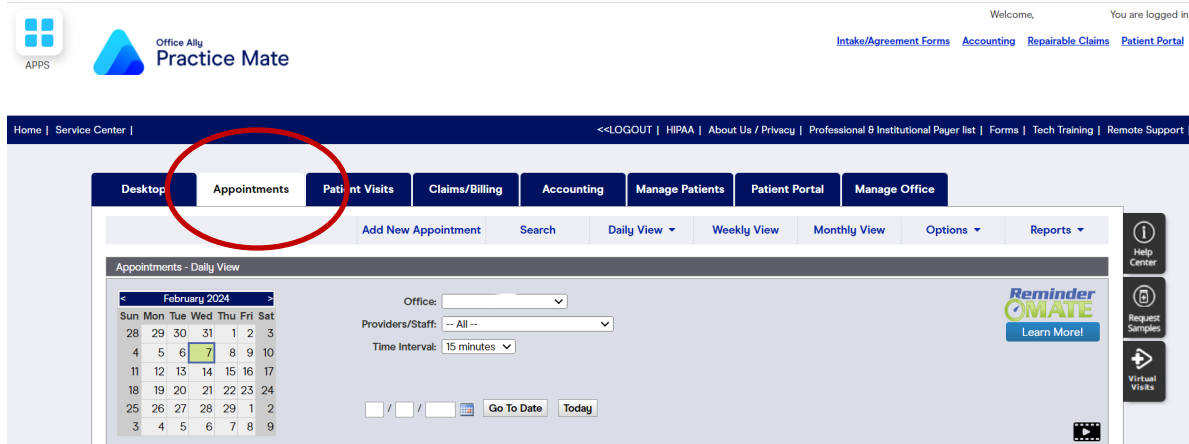 Welcome, You are logged in
Office Ally
Practice Mate
APPS
Intake/Agreement Forms Accounting Repairable Claims Patient Portal
Home | Service Center | <<LOGOUT | HIPAA | About Us / Privacy | Professional & Institutional Payer list | Forms | Tech Training | Remote Support |
Desktop Appointments Patient Visits Claims/Billing Accounting Manage Patients Patient Portal Manage Office
Add New Appointment Search Daily View Weekly View Monthly View Options Reports
Help
Center
Appointments - Daily View
< February 2024 >
Sun Mon Tue Wed Thu Fri Sat
28 29 30 31 1 2 3
4 5 6 7 8 9 10
11 12 13 14 15 16 17
18 19 20 21 22 23 24
25 26 27 28 29 1 2
3 4 5 6 7 8 9
Office:
Providers/Staff: -- All --
Time Interval: 15 minutes
/ / Go To Date Today
Reminder
MATE
Learn More!
Request
Samples
Virtual
Visits